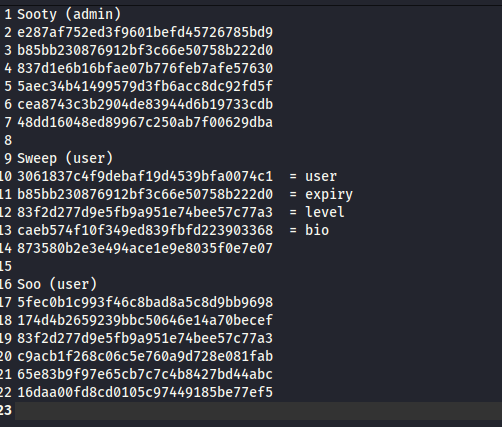 1 Sooty (admin)
2 e287af752ed3f9601befd45726785bd9
3 b85bb230876912bf3c66e50758b222d0
4 837d1e6b16bfae07b776feb7afe57630
5 5aec34b41499579d3fb6acc8dc92fd5f
6 cea8743c3b2904de83944d6b19733cdb
7 48dd16048ed89967c250ab7f00629dba
8
9 Sweep (user)
10 3061837c4f9debaf19d4539bfa0074c1 = user
11 b85bb230876912bf3c66e50758b222d0 = expiry
12 83f2d277d9e5fb9a951e74bee57c77a3 = level
13 caeb574f10f349ed839fbfd223903368 = bio
14 873580b2e3e494ace1e9e8035f0e7e07
15
16 Soo (user)
17 5fec0b1c993f46c8bad8a5c8d9bb9698
18 174d4b2659239bbc50646e14a70becef
19 83f2d277d9e5fb9a951e74bee57c77a3
20 c9acb1f268c06c5e760a9d728e081fab
21 65e83b9f97e65cb7c7c4b8427bd44abc
22 16daa00fd8cd0105c97449185be77ef5
23